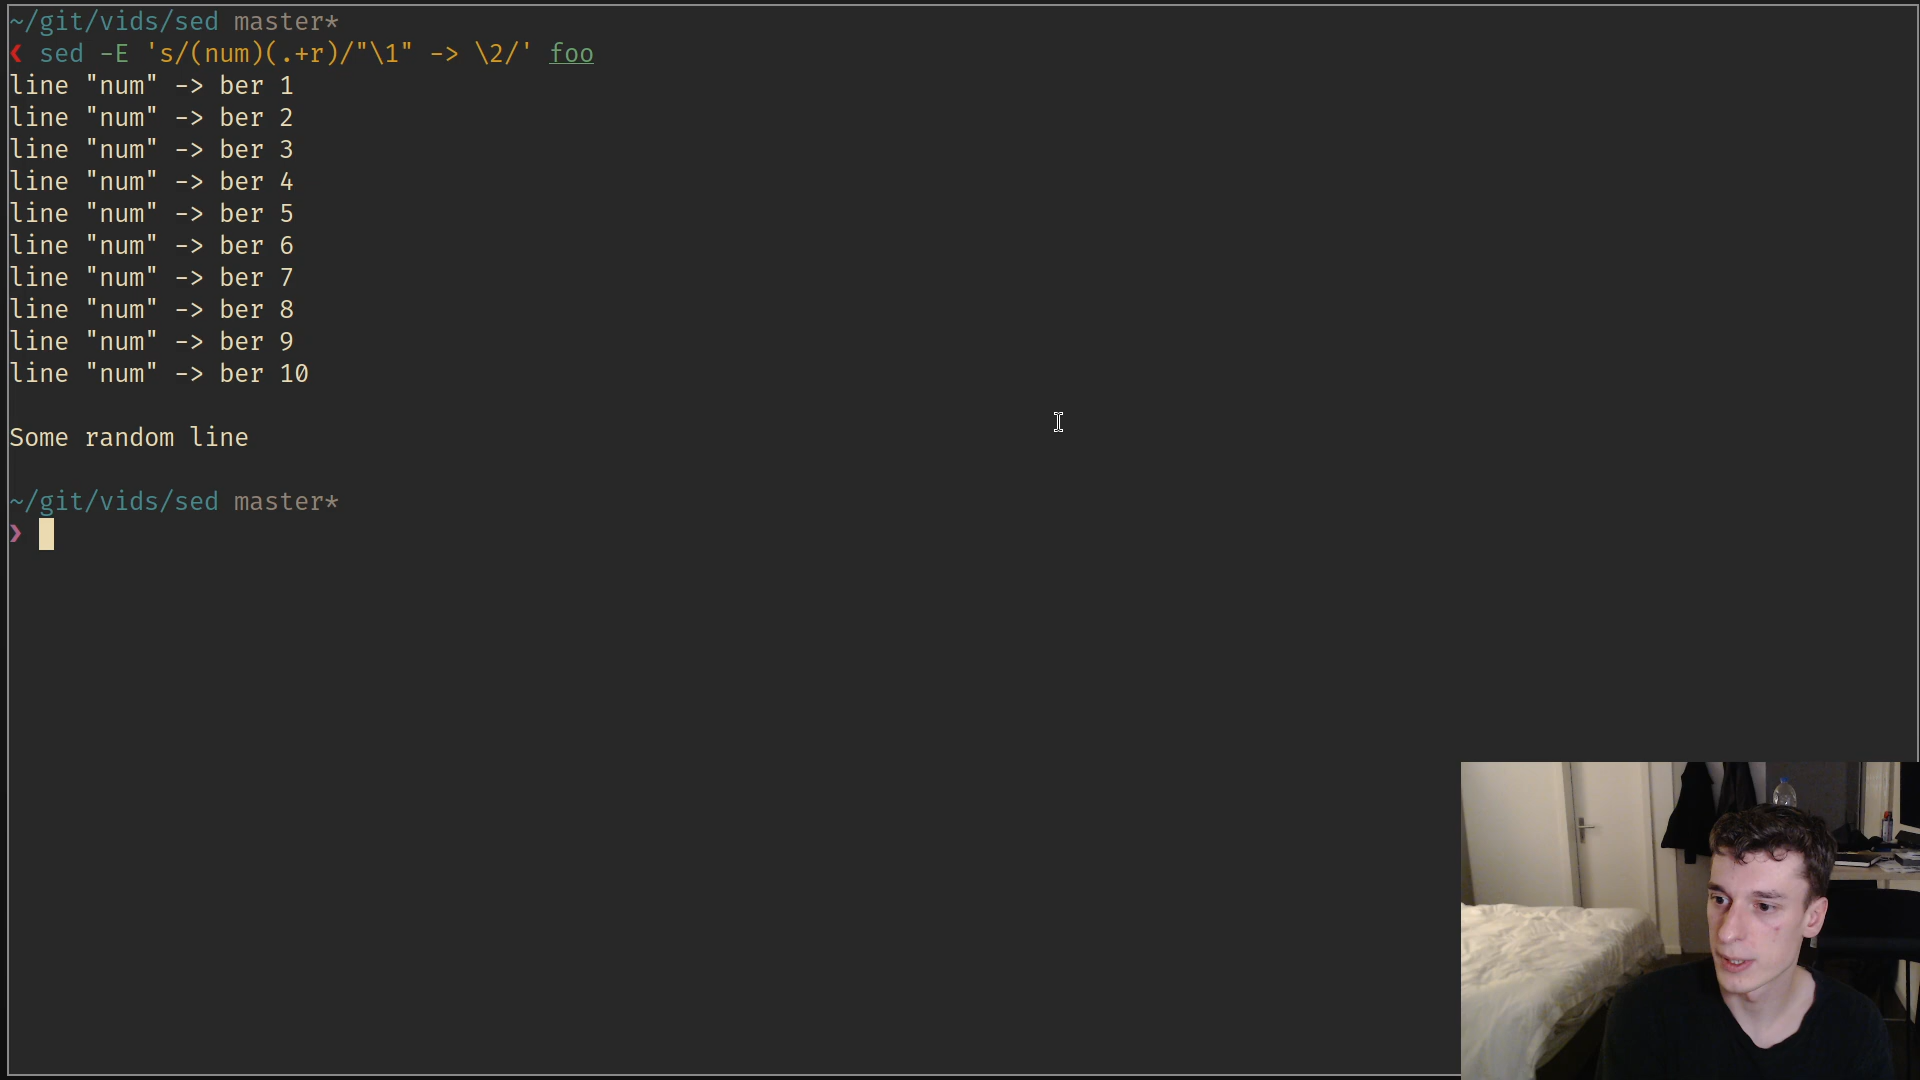 ~/git/vids/sed master*
❮ sed -E 's/(num)(.+r)/"\1" -> \2/' foo
line "num" -> ber 1
line "num" -> ber 2
line "num" -> ber 3
line "num" -> ber 4
line "num" -> ber 5
line "num" -> ber 6
line "num" -> ber 7
line "num" -> ber 8
line "num" -> ber 9
line "num" -> ber 10
Some random line
~/git/vids/sed master*
❯